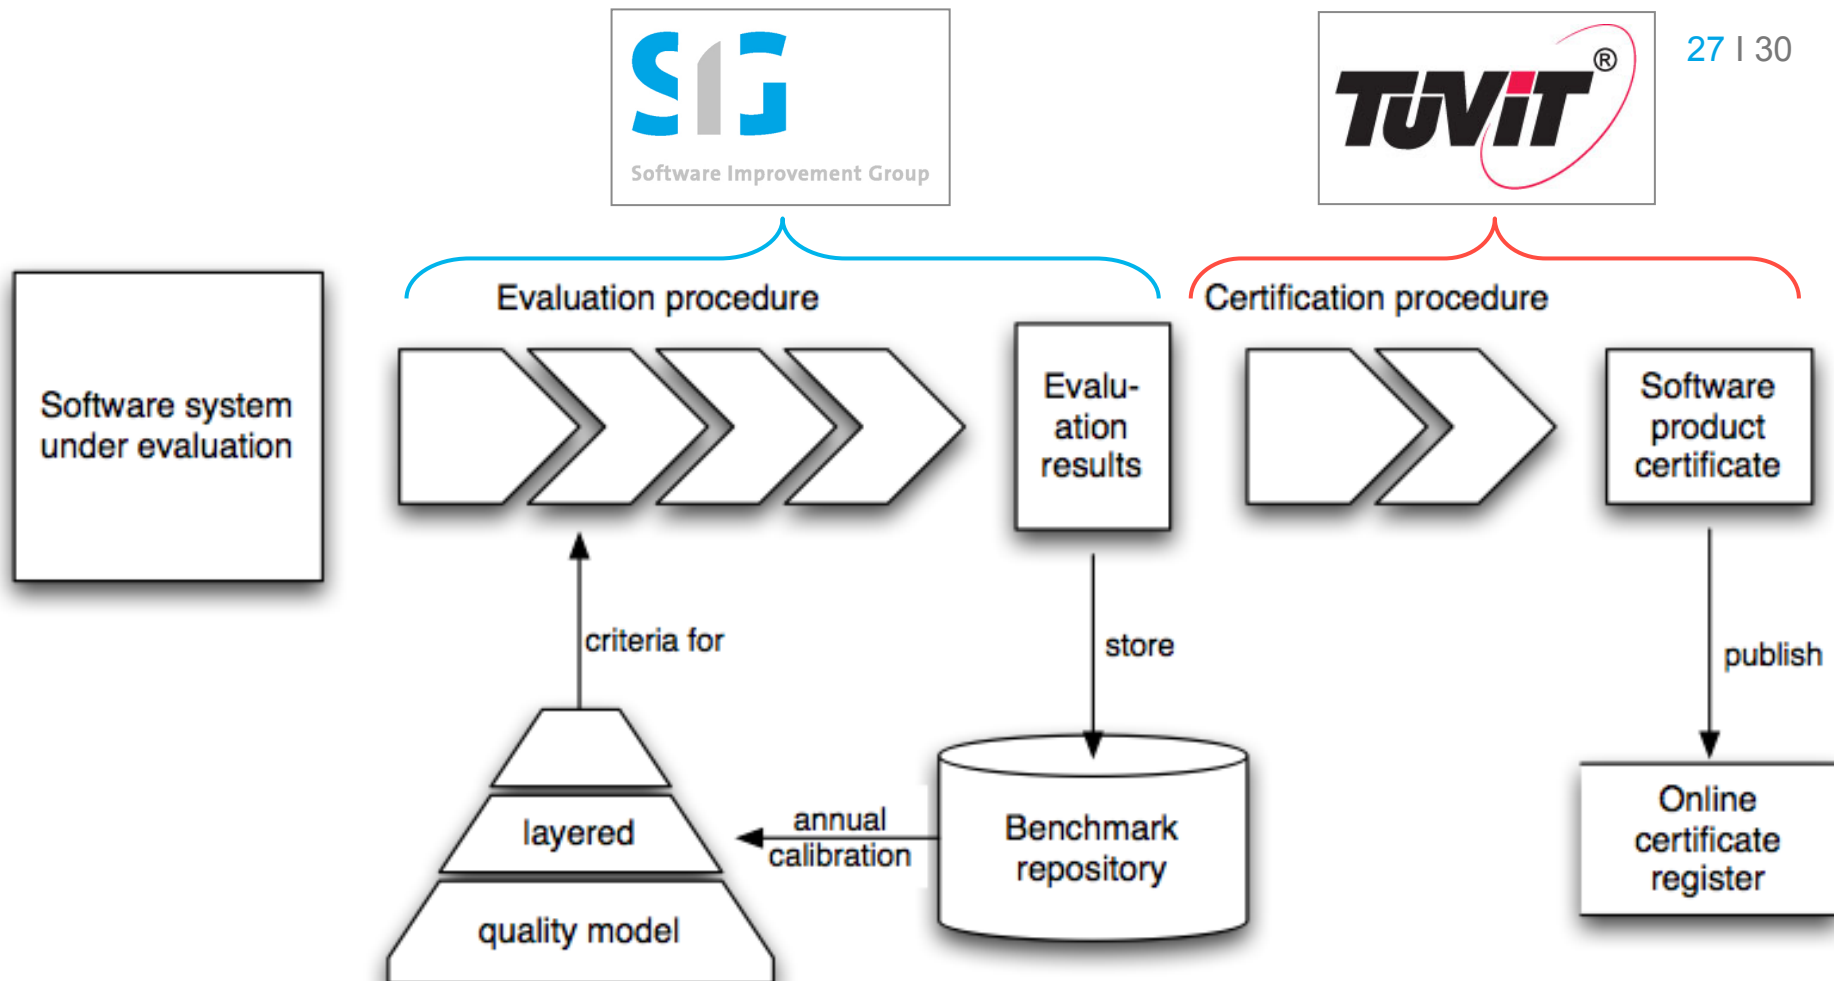 SIG
Software Improvement Group
TÜViT®
27 | 30
Evaluation procedure
Certification procedure
Software system
under evaluation
Evalu-
ation
results
Software
product
certificate
criteria for
store
publish
layered
quality model
annual
calibration
Benchmark
repository
Online
certificate
register